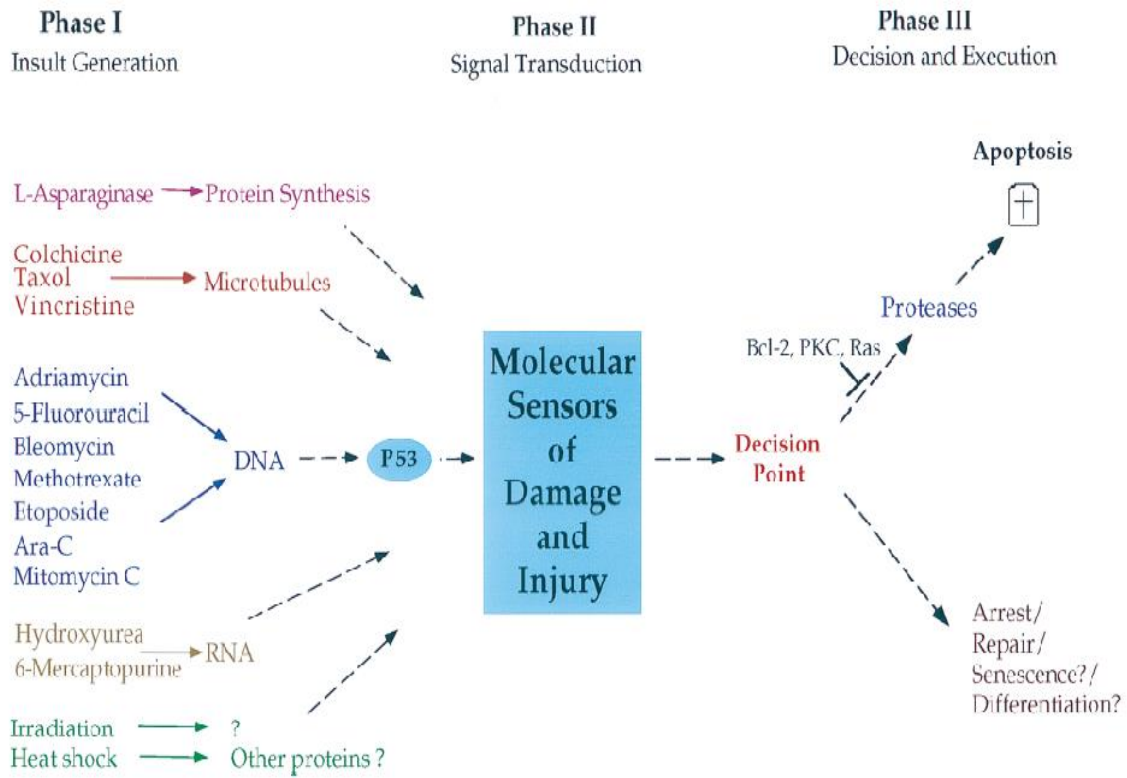 Phase I
Insult Generation
Phase II
Signal Transduction
Phase III
Decision and Execution
L-Asparaginase
Protein Synthesis
Colchicine
Taxol
Vincristine
Microtubules
Adriamycin
5-Fluorouracil
Bleomycin
Methotrexate
Etoposide
Ara-C
Mitomycin C
DNA
P53
Hydroxyurea
6-Mercaptopurine
RNA
Irradiation
?
Heat shock
Other proteins ?
Molecular
Sensors
of
Damage
and
Injury
Decision
Point
Bcl-2, PKC, Ras
Proteases
Apoptosis
Arrest/
Repair/
Senescence?/
Differentiation?